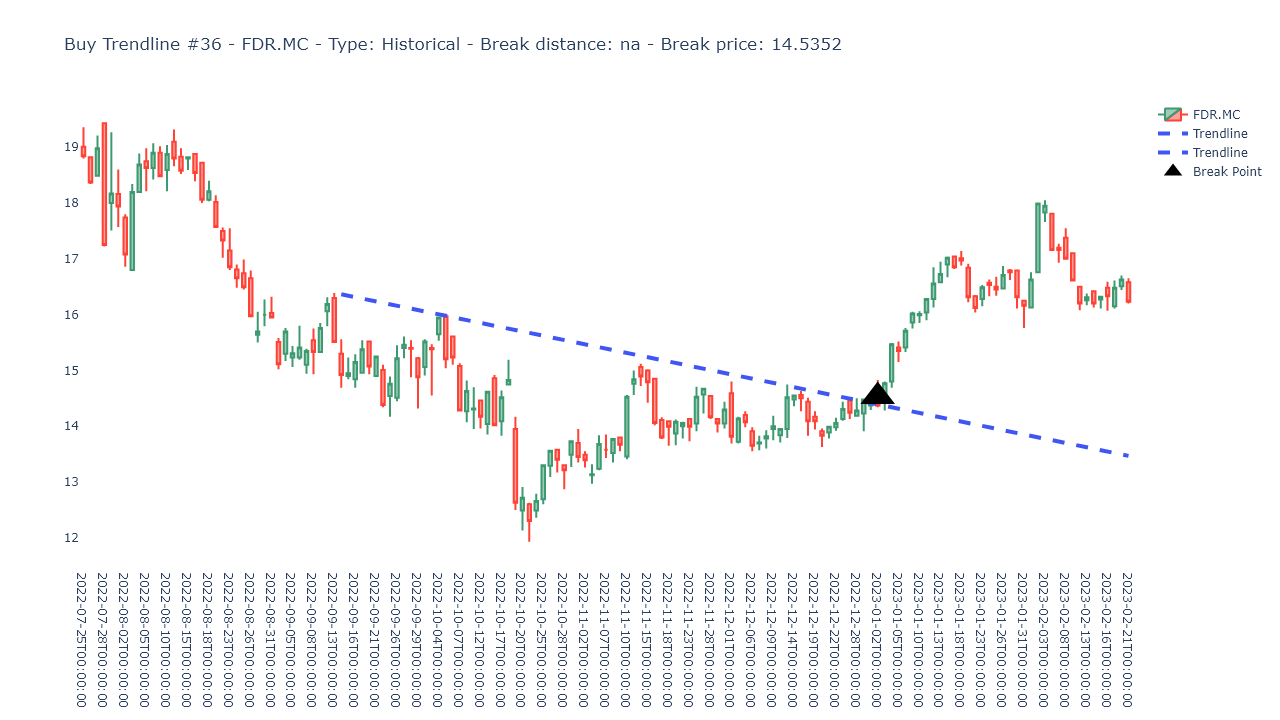 Buy Trendline #36 - FDR.MC - Type: Historical - Break distance: na - Break price: 14.5352
FDR.MC
Trendline
Trendline
Break Point
19
18
17
16
15
14
13
12
2022-07-25T00:00:00
2022-07-28T00:00:00
2022-08-02T00:00:00
2022-08-05T00:00:00
2022-08-10T00:00:00
2022-08-15T00:00:00
2022-08-18T00:00:00
2022-08-23T00:00:00
2022-08-26T00:00:00
2022-08-31T00:00:00
2022-09-05T00:00:00
2022-09-08T00:00:00
2022-09-13T00:00:00
2022-09-16T00:00:00
2022-09-21T00:00:00
2022-09-26T00:00:00
2022-09-29T00:00:00
2022-10-04T00:00:00
2022-10-07T00:00:00
2022-10-12T00:00:00
2022-10-17T00:00:00
2022-10-20T00:00:00
2022-10-25T00:00:00
2022-10-28T00:00:00
2022-11-02T00:00:00
2022-11-07T00:00:00
2022-11-10T00:00:00
2022-11-15T00:00:00
2022-11-18T00:00:00
2022-11-23T00:00:00
2022-11-28T00:00:00
2022-12-01T00:00:00
2022-12-06T00:00:00
2022-12-09T00:00:00
2022-12-14T00:00:00
2022-12-19T00:00:00
2022-12-22T00:00:00
2022-12-28T00:00:00
2023-01-02T00:00:00
2023-01-05T00:00:00
2023-01-10T00:00:00
2023-01-13T00:00:00
2023-01-18T00:00:00
2023-01-23T00:00:00
2023-01-26T00:00:00
2023-01-31T00:00:00
2023-02-03T00:00:00
2023-02-08T00:00:00
2023-02-13T00:00:00
2023-02-16T00:00:00
2023-02-21T00:00:00